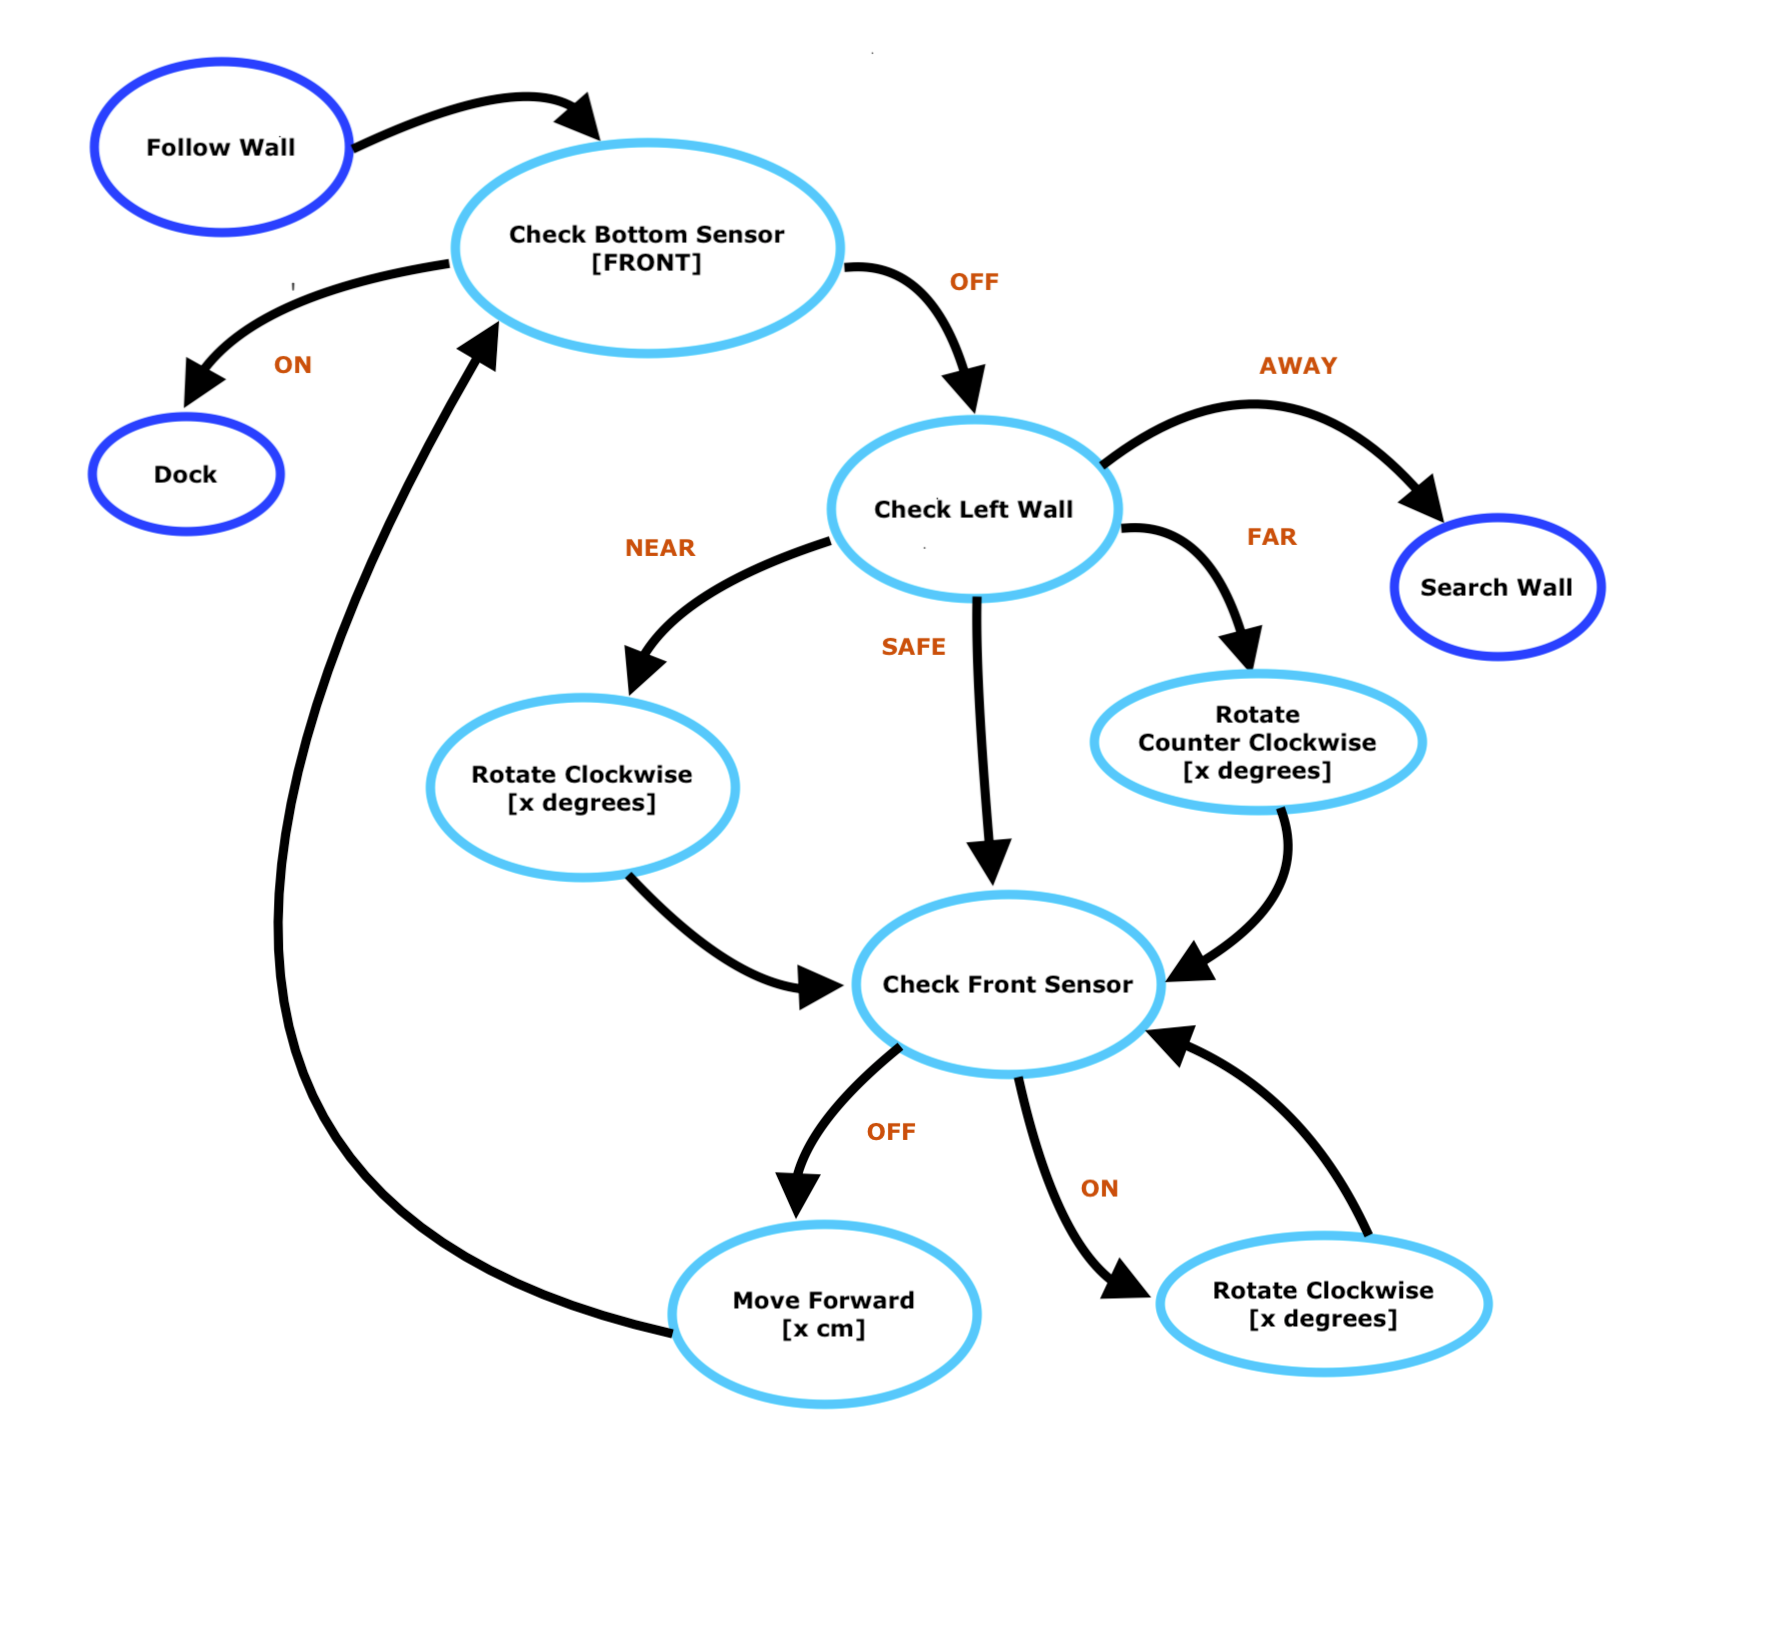 Follow Wall
Check Bottom Sensor
[FRONT]
OFF
ON
AWAY
Dock
Check Left Wall
NEAR
FAR
Search Wall
SAFE
Rotate
Counter Clockwise
[x degrees]
Rotate Clockwise
[x degrees]
Check Front Sensor
OFF
ON
Move Forward
[x cm]
Rotate Clockwise
[x degrees]